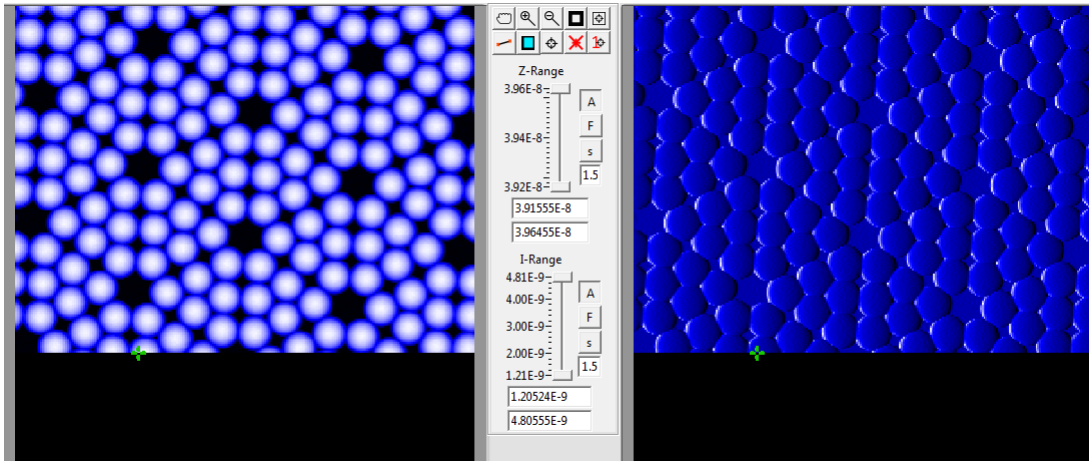 Z-Range
3.96E-8
A
F
3.94E-8
s
1.5
3.92E-8
3.91555E-8
3.96455E-8
I-Range
4.81E-9
A
4.00E-9
F
3.00E-9
s
2.00E-9
1.5
1.21E-9
1.20524E-9
4.80555E-9